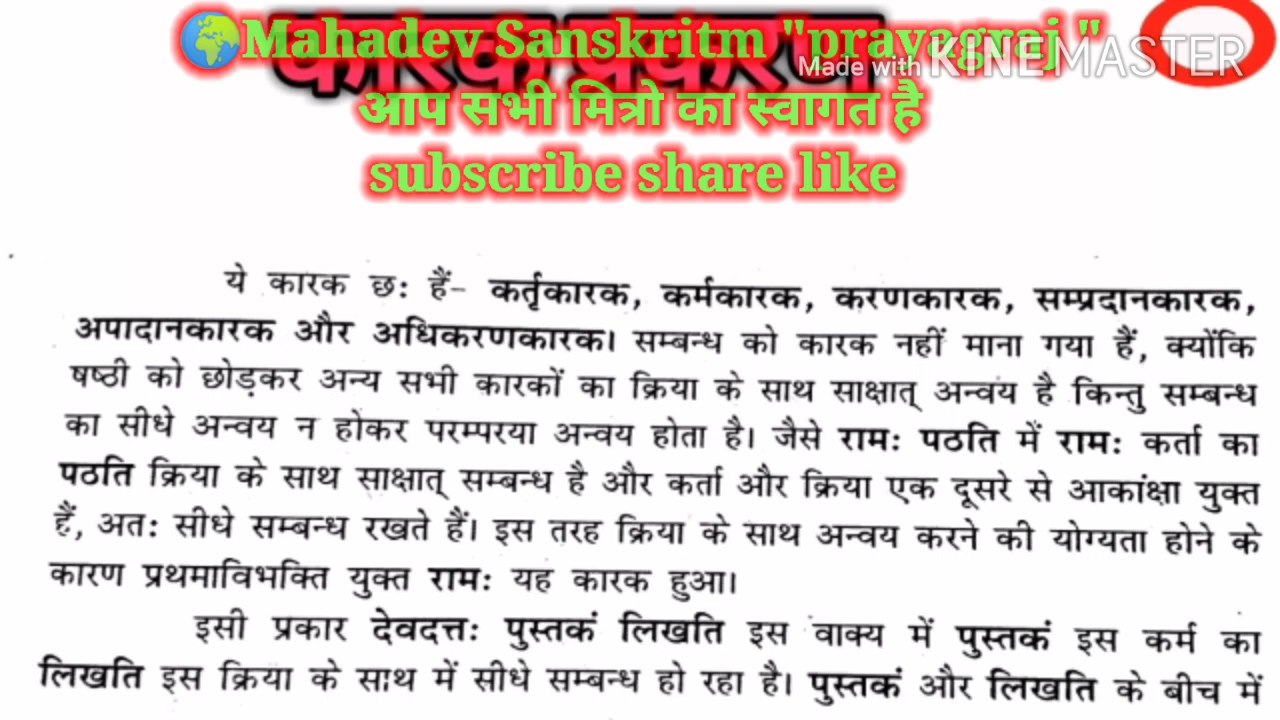 🌍Mahadev Sanskritm "prayagraj "
कारक प्रकरण
Made with KINEMASTER
आप सभी मित्रो का स्वागत है
subscribe share like
ये कारक छः हैं- कर्तृकारक, कर्मकारक, करणकारक, सम्प्रदानकारक,
अपादानकारक और अधिकरणकारक। सम्बन्ध को कारक नहीं माना गया हैं, क्योंकि
षष्ठी को छोड़कर अन्य सभी कारकों का क्रिया के साथ साक्षात् अन्वय है किन्तु सम्बन्ध
का सीधे अन्वय न होकर परम्परया अन्वय होता है। जैसे रामः पठति में रामः कर्ता का
पठति क्रिया के साथ साक्षात् सम्बन्ध है और कर्ता और क्रिया एक दूसरे से आकांक्षा युक्त
हैं, अतः सीधे सम्बन्ध रखते हैं। इस तरह क्रिया के साथ अन्वय करने की योग्यता होने के
कारण प्रथमाविभक्ति युक्त रामः यह कारक हुआ।
इसी प्रकार देवदत्तः पुस्तकं लिखति इस वाक्य में पुस्तकं इस कर्म का
लिखति इस क्रिया के साथ में सीधे सम्बन्ध हो रहा है। पुस्तकं और लिखति के बीच में